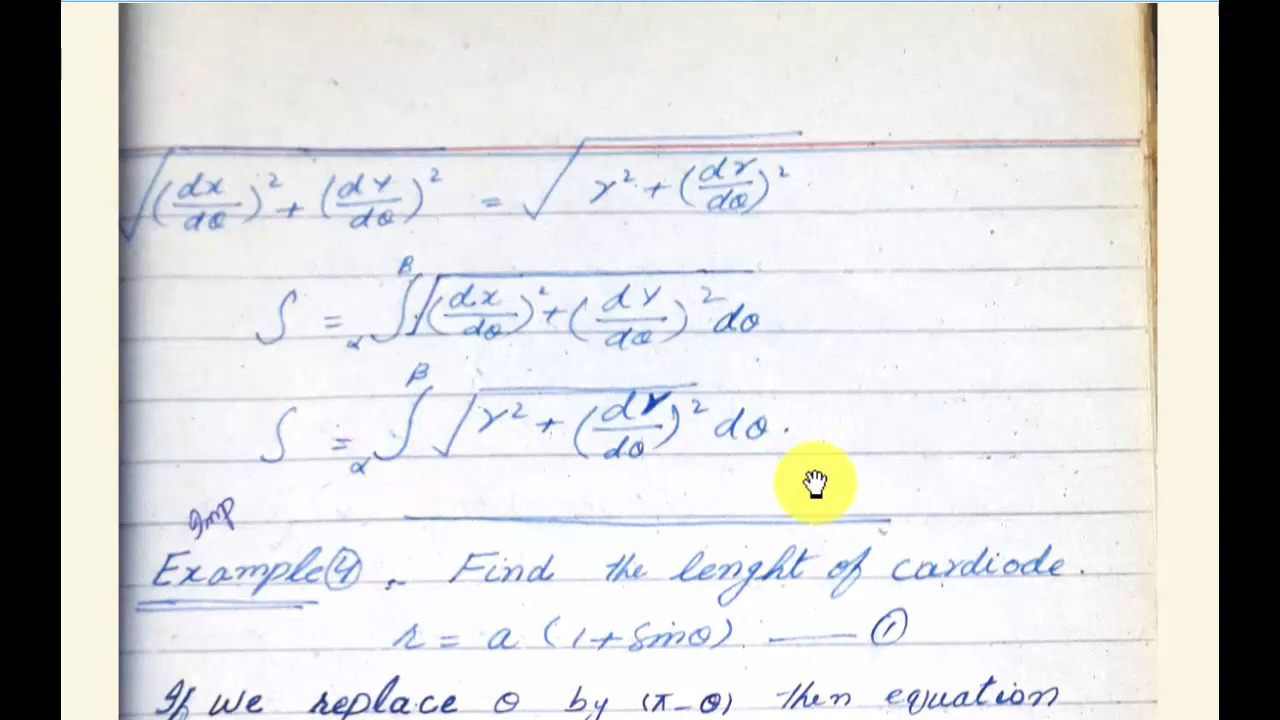 √((dx/dθ)² + (dy/dθ)²) = √(r² + (dr/dθ)²)
S = ∫_α^β √((dx/dθ)² + (dy/dθ)²) dθ
S = ∫_α^β √(r² + (dr/dθ)²) dθ.
Imp
Example ④. Find the lenght of cardiode.
r = a (1+sinθ) —— ①
If we replace θ by (π-θ) then equation